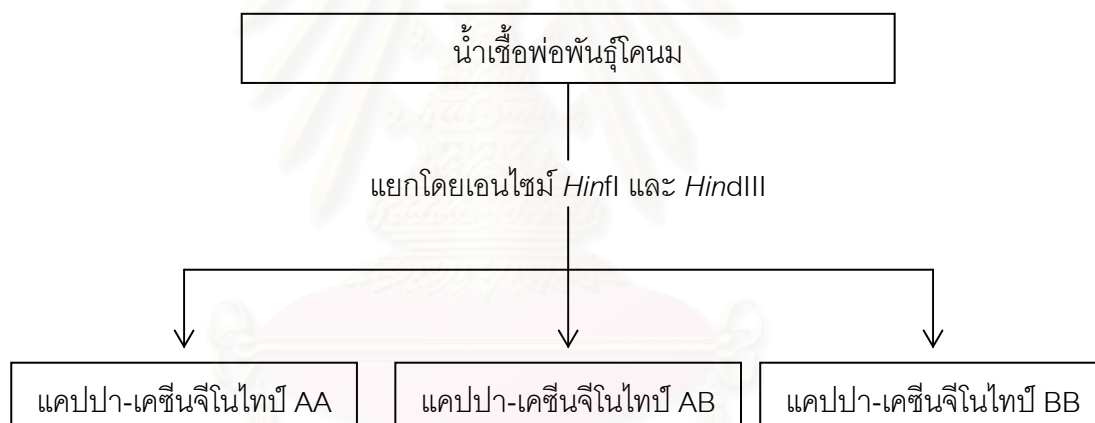 น้ำเชื้อพ่อพันธุ์โคนม
แยกโดยเอนไซม์ HinfI และ HindIII
แคปปา-เคซีนจีโนไทป์ AA
แคปปา-เคซีนจีโนไทป์ AB
แคปปา-เคซีนจีโนไทป์ BB